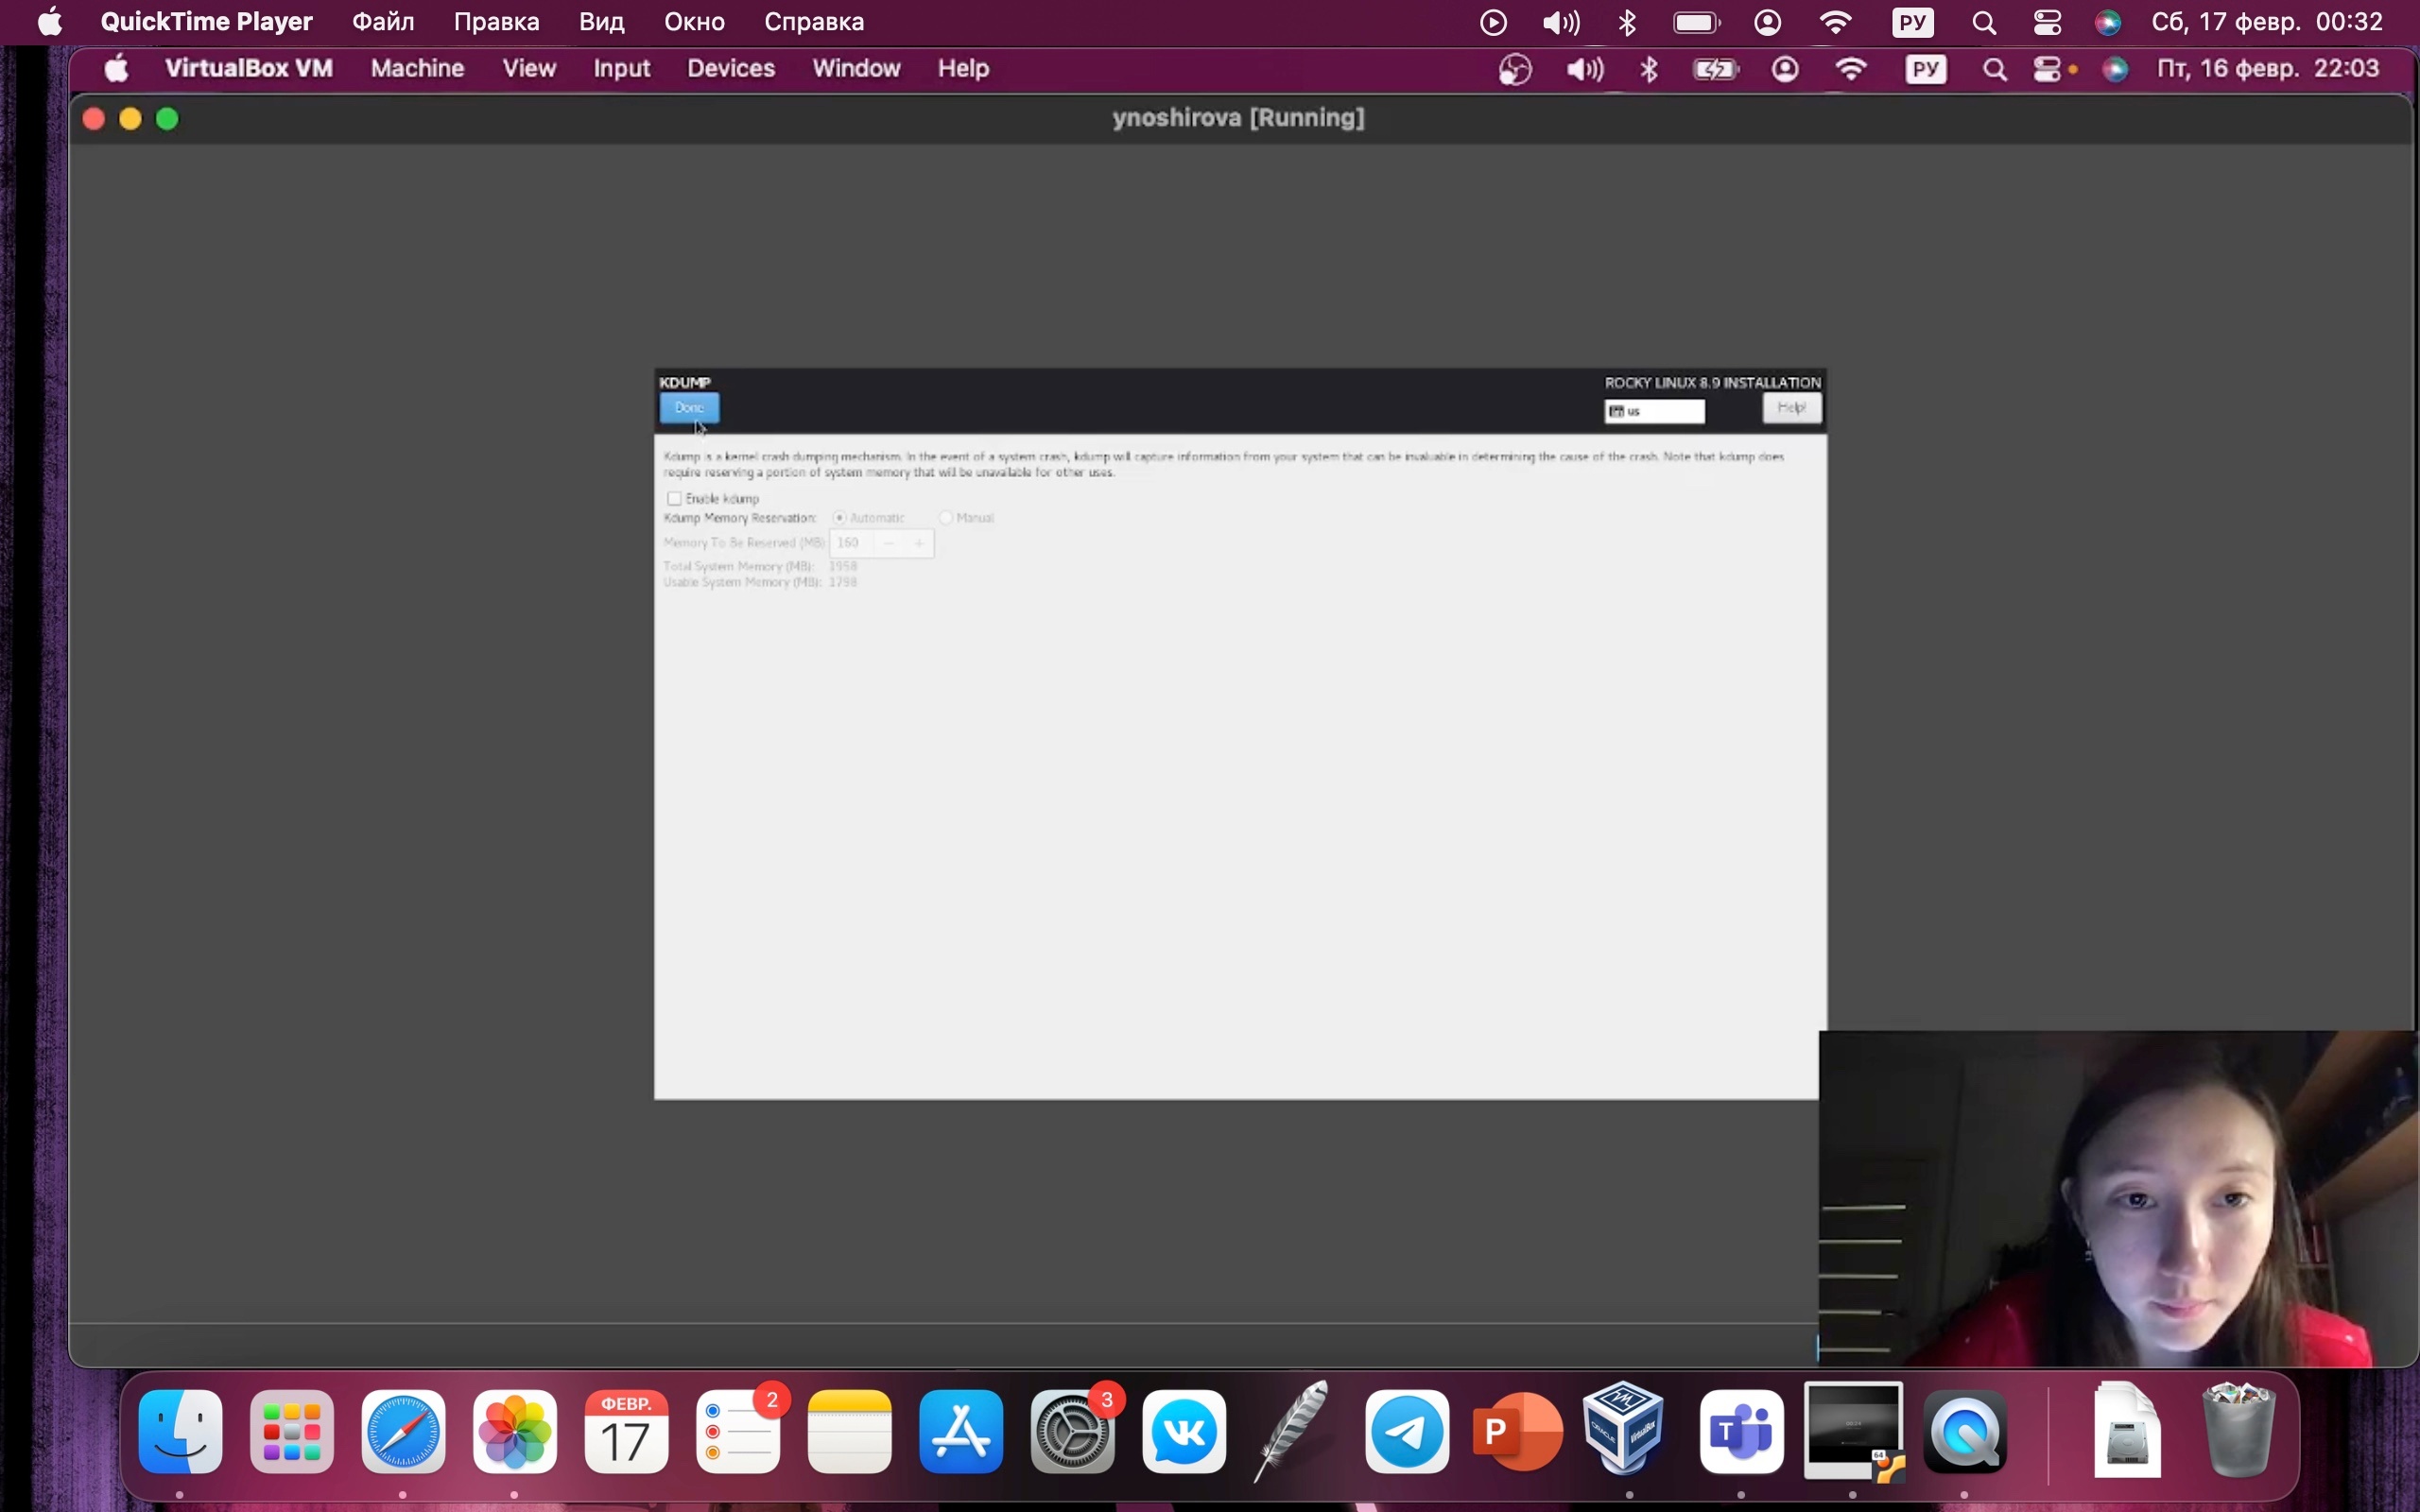 QuickTime Player Файл Правка Вид Окно Справка РУ Сб, 17 февр. 00:32
VirtualBox VM Machine View Input Devices Window Help РУ Пт, 16 февр. 22:03
ynoshirova [Running]
KDUMP ROCKY LINUX 8.9 INSTALLATION
Done us Help!
Kdump is a kernel crash dumping mechanism. In the event of a system crash, kdump will capture information from your system that can be invaluable in determining the cause of the crash. Note that kdump does
require reserving a portion of system memory that will be unavailable for other uses.
Enable kdump
Kdump Memory Reservation: Automatic Manual
Memory To Be Reserved (MB): 160 − +
Total System Memory (MB): 1958
Usable System Memory (MB): 1798
ФЕВР.
17
2
3
P
T
64